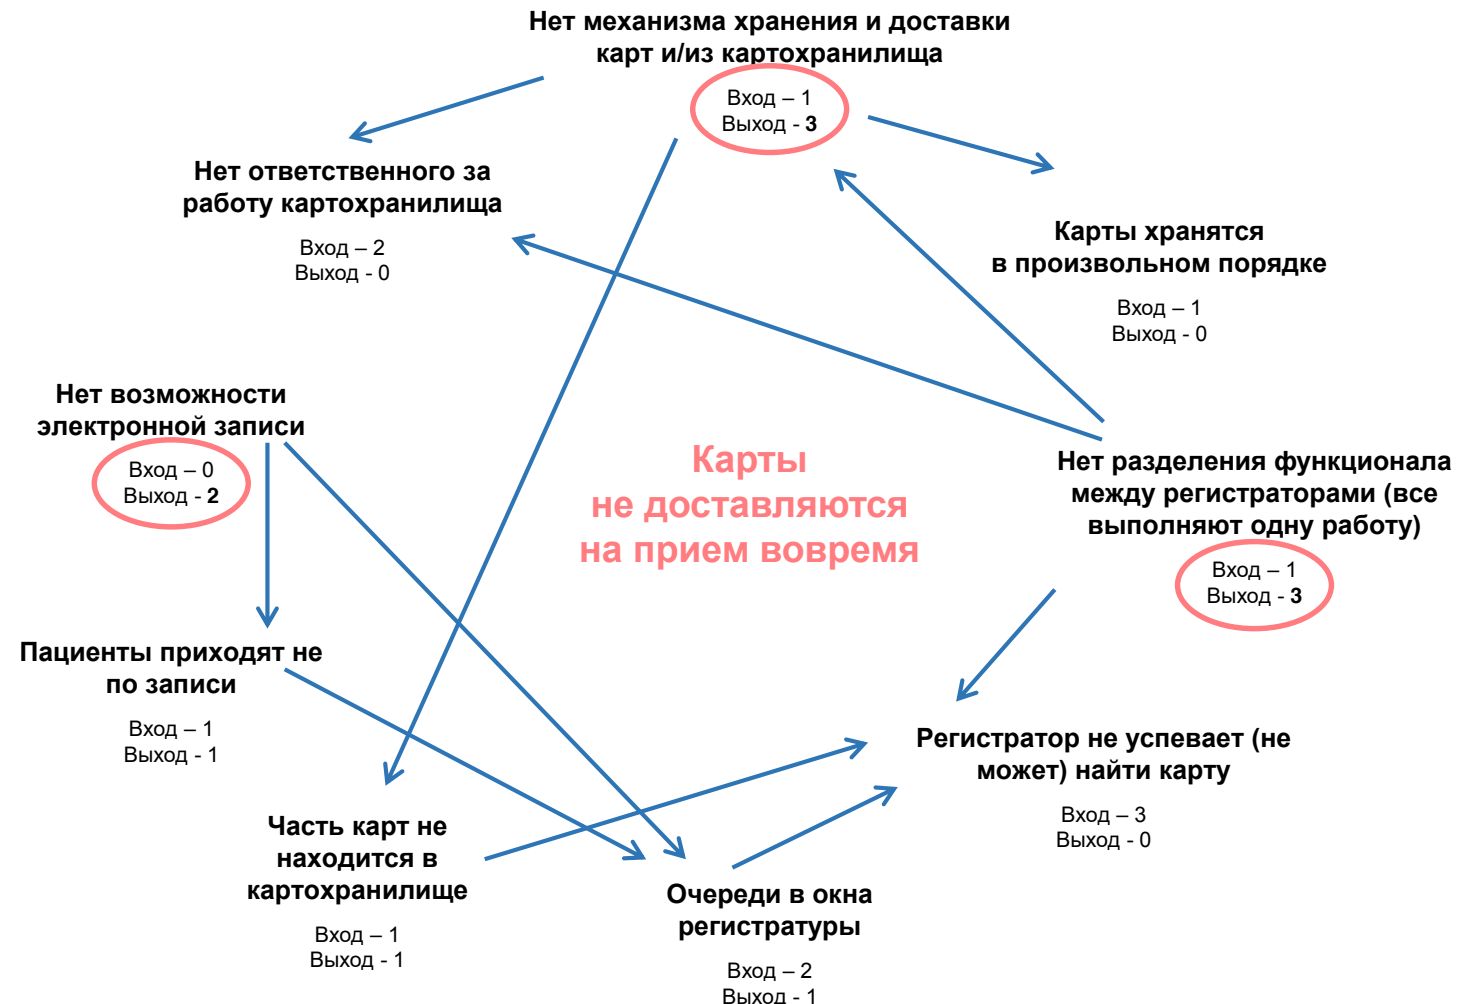 Нет механизма хранения и доставки
карт и/из картохранилища
Вход – 1
Выход - 3
Нет ответственного за
работу картохранилища
Вход – 2
Выход - 0
Карты хранятся
в произвольном порядке
Вход – 1
Выход - 0
Нет возможности
электронной записи
Вход – 0
Выход - 2
Карты
не доставляются
на прием вовремя
Нет разделения функционала
между регистраторами (все
выполняют одну работу)
Вход – 1
Выход - 3
Пациенты приходят не
по записи
Вход – 1
Выход - 1
Регистратор не успевает (не
может) найти карту
Вход – 3
Выход - 0
Часть карт не
находится в
картохранилище
Вход – 1
Выход - 1
Очереди в окна
регистратуры
Вход – 2
Выход - 1